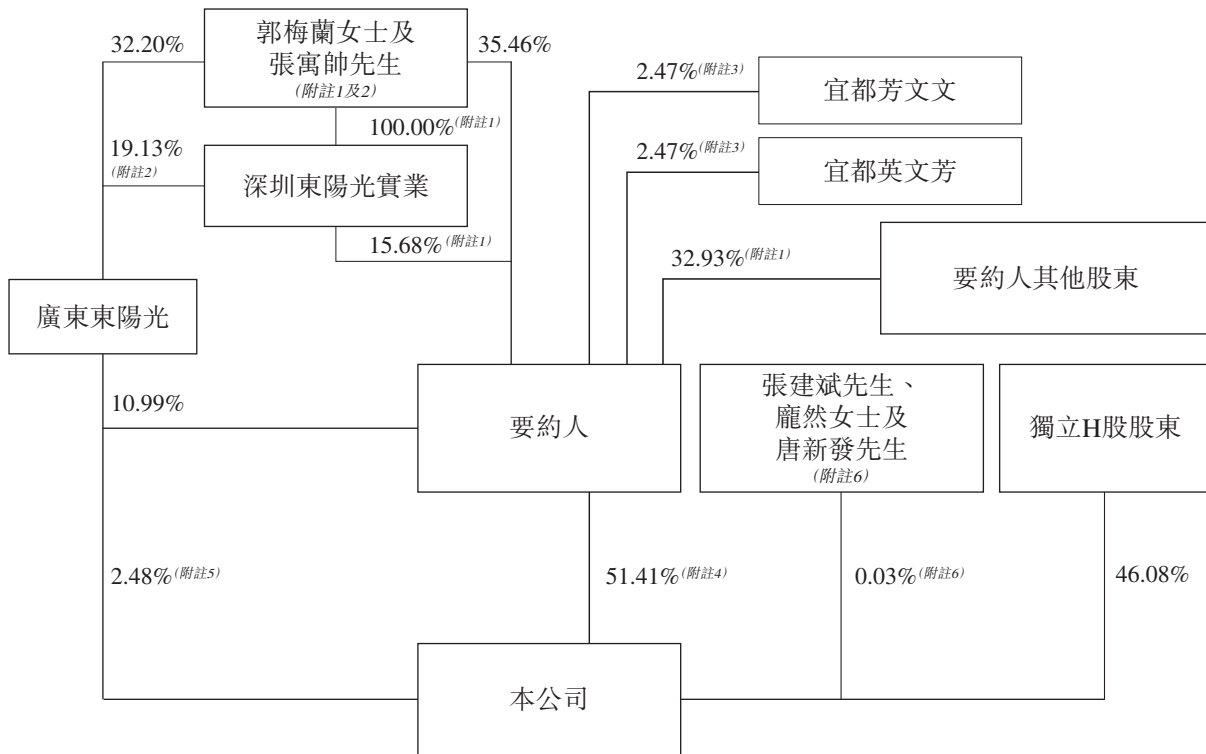 32.20%
郭梅蘭女士及
張寓帥先生
(附註1及2)
35.46%
2.47%(附註3)
宜都芳文文
100.00%(附註1)
19.13%
(附註2)
深圳東陽光實業
2.47%(附註3)
宜都英文芳
15.68%(附註1)
32.93%(附註1)
要約人其他股東
廣東東陽光
10.99%
要約人
張建斌先生、
龐然女士及
唐新發先生
(附註6)
獨立H股股東
2.48%(附註5)
51.41%(附註4)
0.03%(附註6)
46.08%
本公司